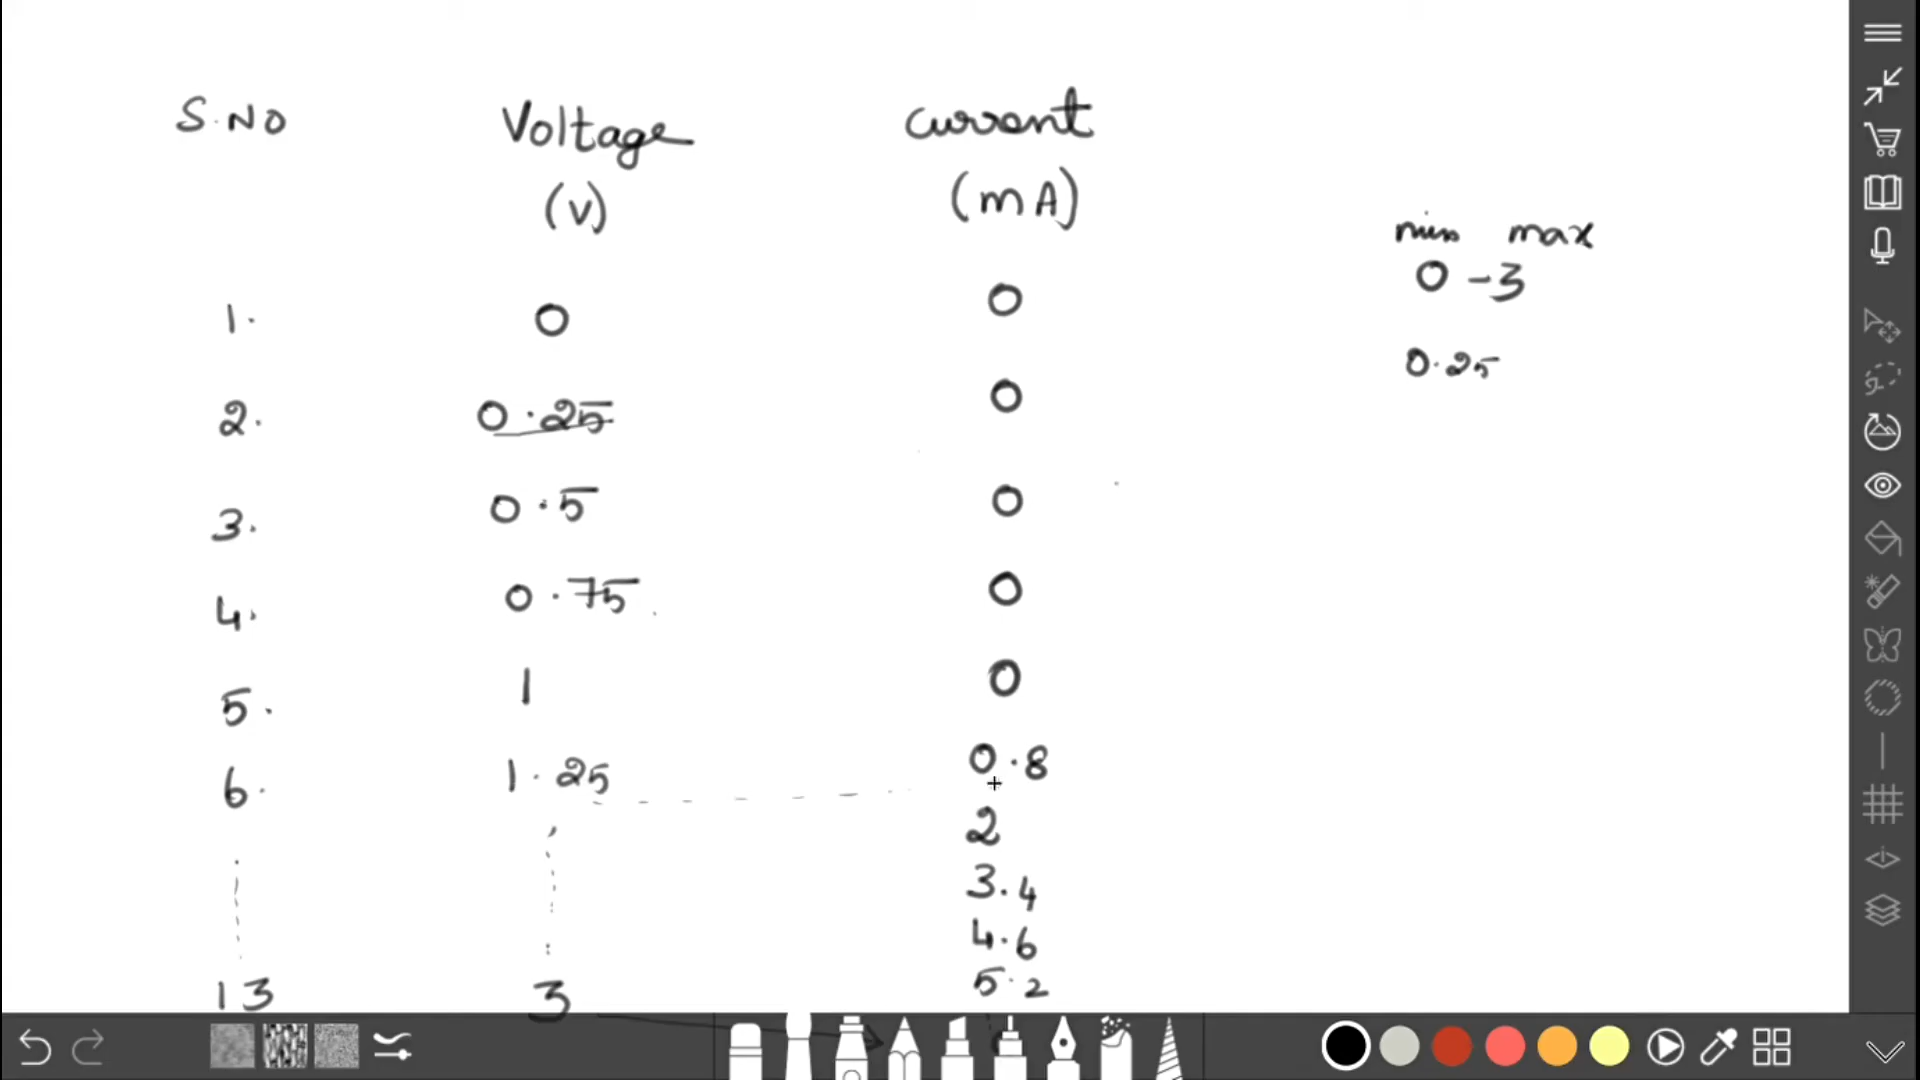 S.NO Voltage current
(V) (mA)
min max
0 - 3
1. 0 0
0.25
2. 0.25 0
3. 0.5 0
4. 0.75 0
5. 1 0
6. 1.25 0.8
2
3.4
4.6
13 3 5.2